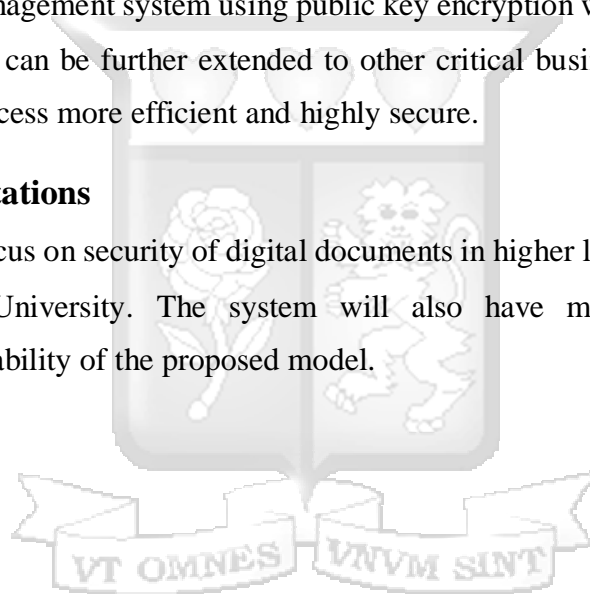 nagement system using public key encryption
can be further extended to other critical busi
cess more efficient and highly secure.
tations
cus on security of digital documents in higher
University. The system will also have m
ability of the proposed model.
VT OMNES VNVM SINT